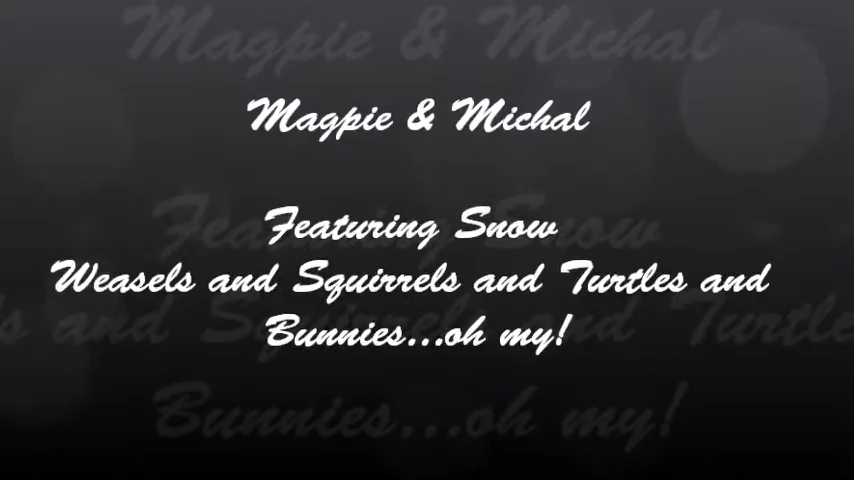 Magpie & Michal
Featuring Snow
Weasels and Squirrels and Turtles and
Bunnies...oh my!